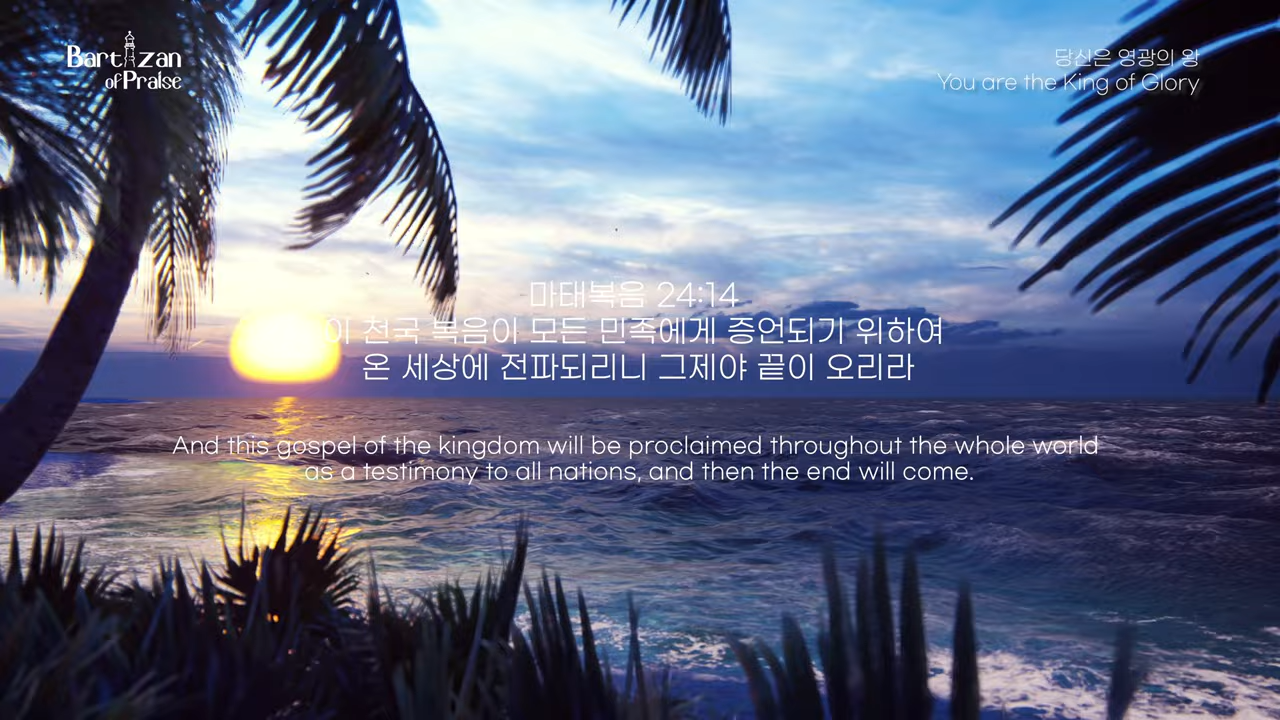 Bartizan
of Praise
당신은 영광의 왕
You are the King of Glory
마태복음 24:14
이 천국 복음이 모든 민족에게 증언되기 위하여
온 세상에 전파되리니 그제야 끝이 오리라
And this gospel of the kingdom will be proclaimed throughout the whole world
as a testimony to all nations, and then the end will come.